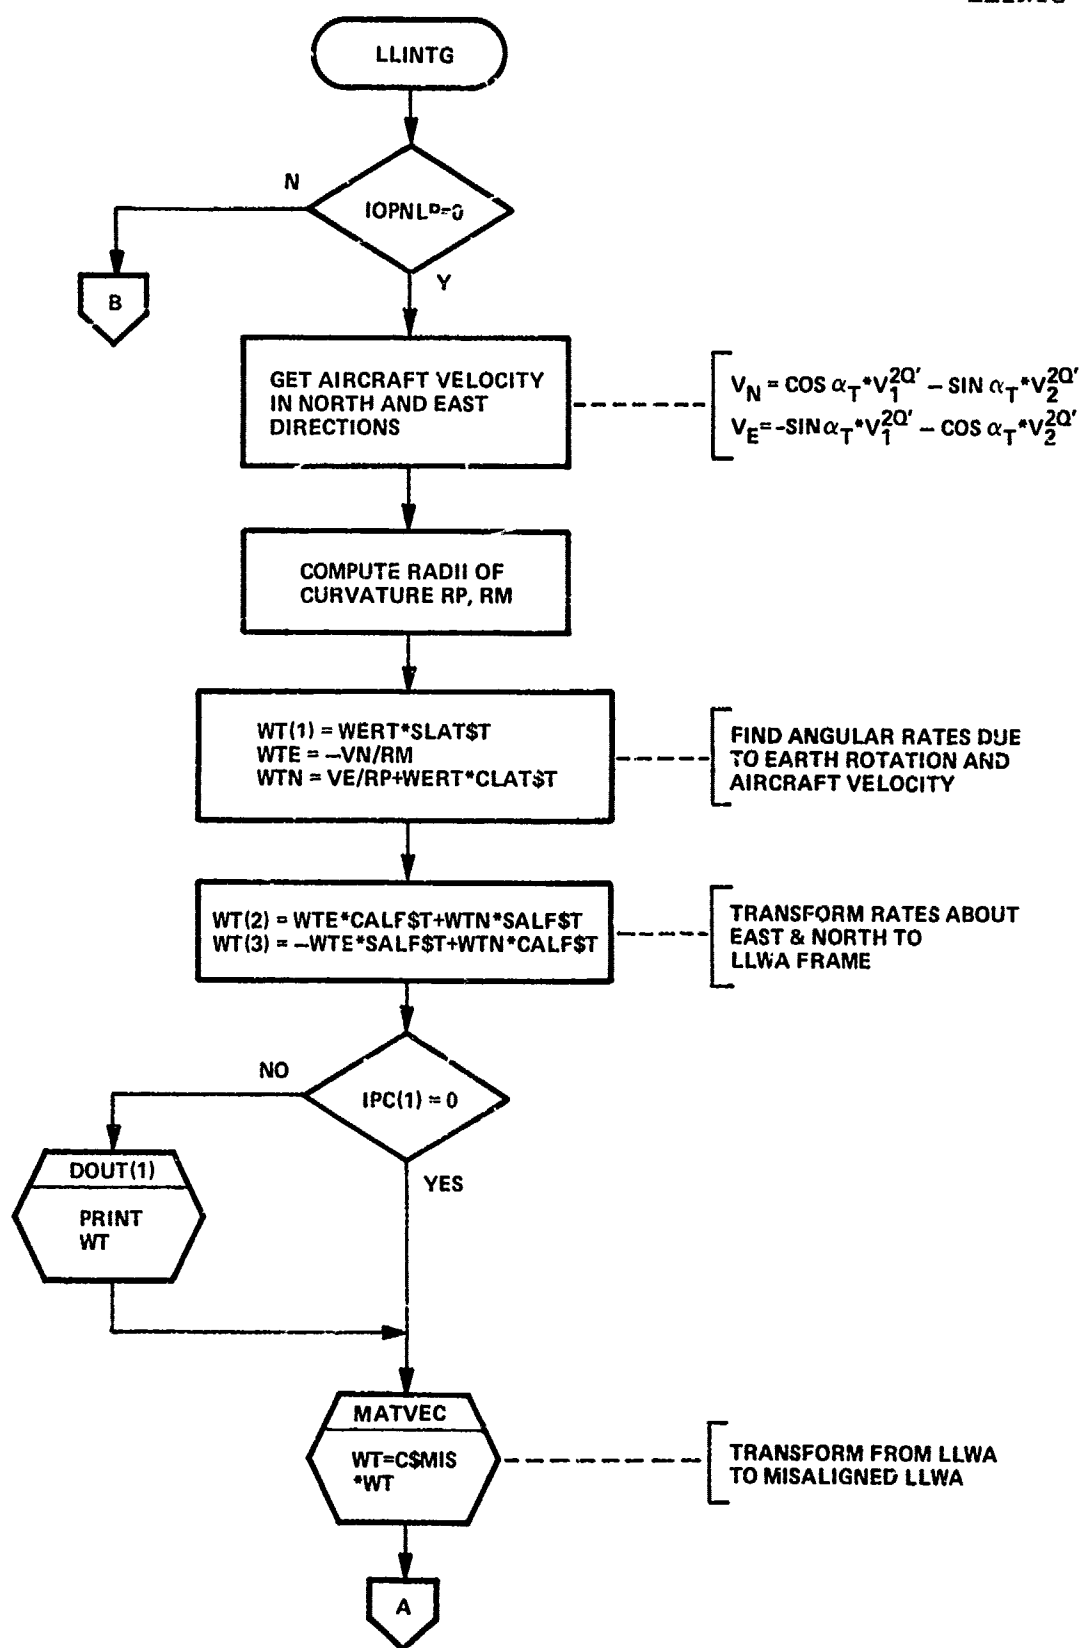 LLINTG
N
Y
B
GET AIRCRAFT VELOCITY
IN NORTH AND EAST
DIRECTIONS
V_N = COS α_T*V_1^{2Q'} – SIN α_T*V_2^{2Q'}
V_E=-SIN α_T*V_1^{2Q'} – COS α_T*V_2^{2Q'}
COMPUTE RADII OF
CURVATURE RP, RM
WT(1) = WERT*SLAT$T
WTE = –VN/RM
WTN = VE/RP+WERT*CLAT$T
FIND ANGULAR RATES DUE
TO EARTH ROTATION AND
AIRCRAFT VELOCITY
WT(2) = WTE*CALF$T+WTN*SALF$T
WT(3) = –WTE*SALF$T+WTN*CALF$T
TRANSFORM RATES ABOUT
EAST & NORTH TO
LLWA FRAME
NO
IPC(1) = 0
YES
DOUT(1)
PRINT
WT
MATVEC
WT=C$MIS
*WT
TRANSFORM FROM LLWA
TO MISALIGNED LLWA
A